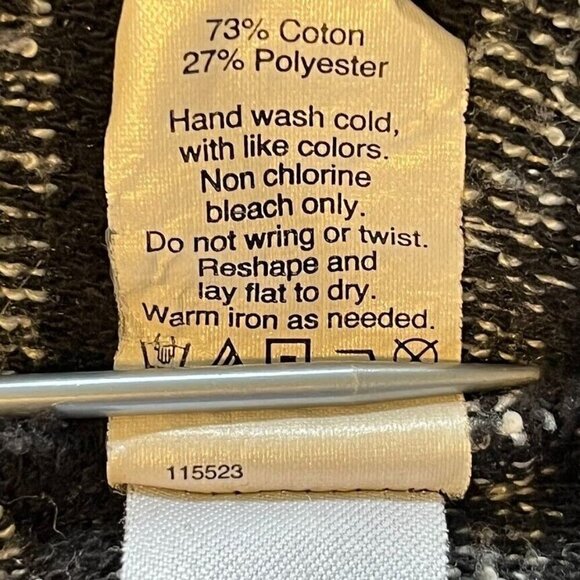 73% Coton
27% Polyester
Hand wash cold,
with like colors.
Non chlorine
bleach only.
Do not wring or twist.
Reshape and
lay flat to dry.
Warm iron as needed.
115523